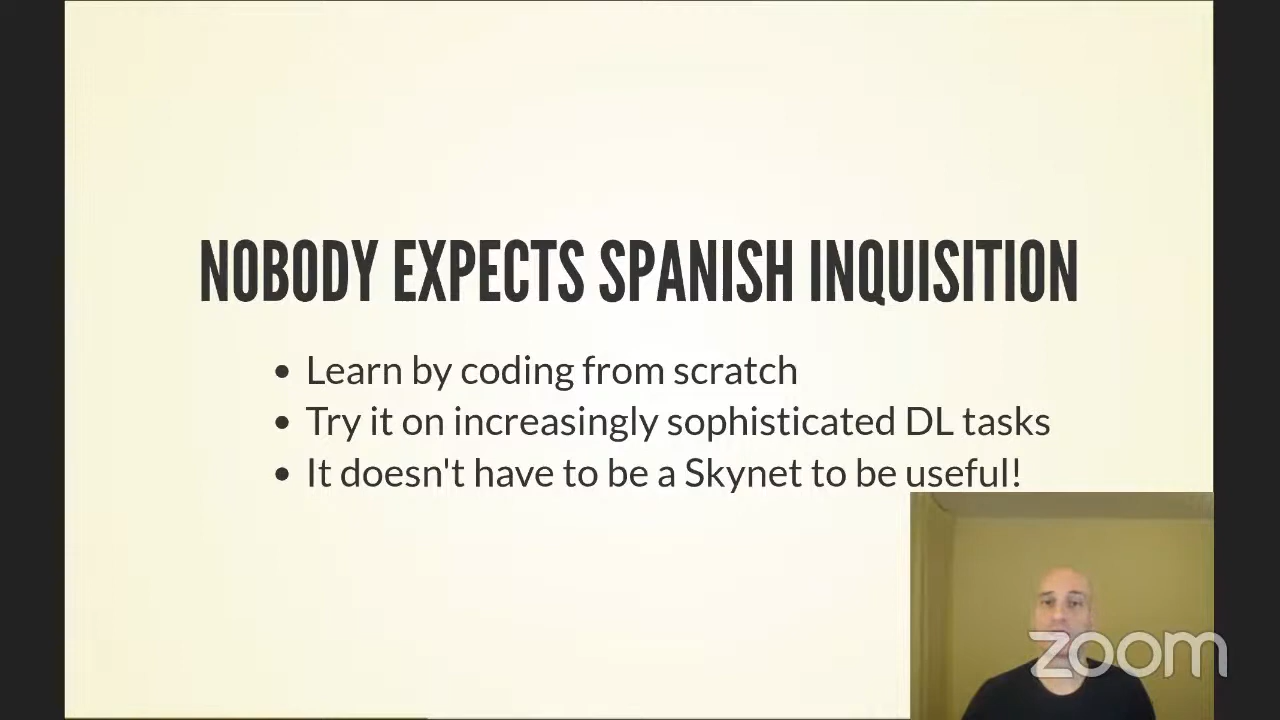 NOBODY EXPECTS SPANISH INQUISITION
Learn by coding from scratch
Try it on increasingly sophisticated DL tasks
It doesn't have to be a Skynet to be useful!
zoom